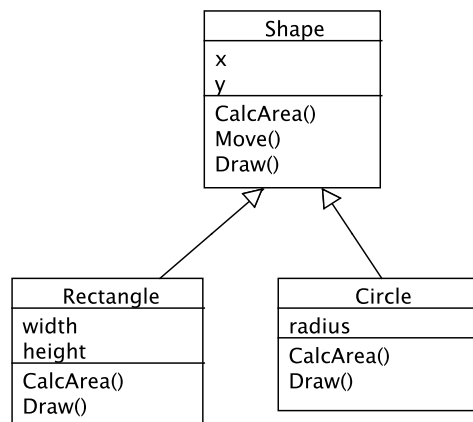 Shape
x
y
CalcArea()
Move()
Draw()
Rectangle
width
height
CalcArea()
Draw()
Circle
radius
CalcArea()
Draw()